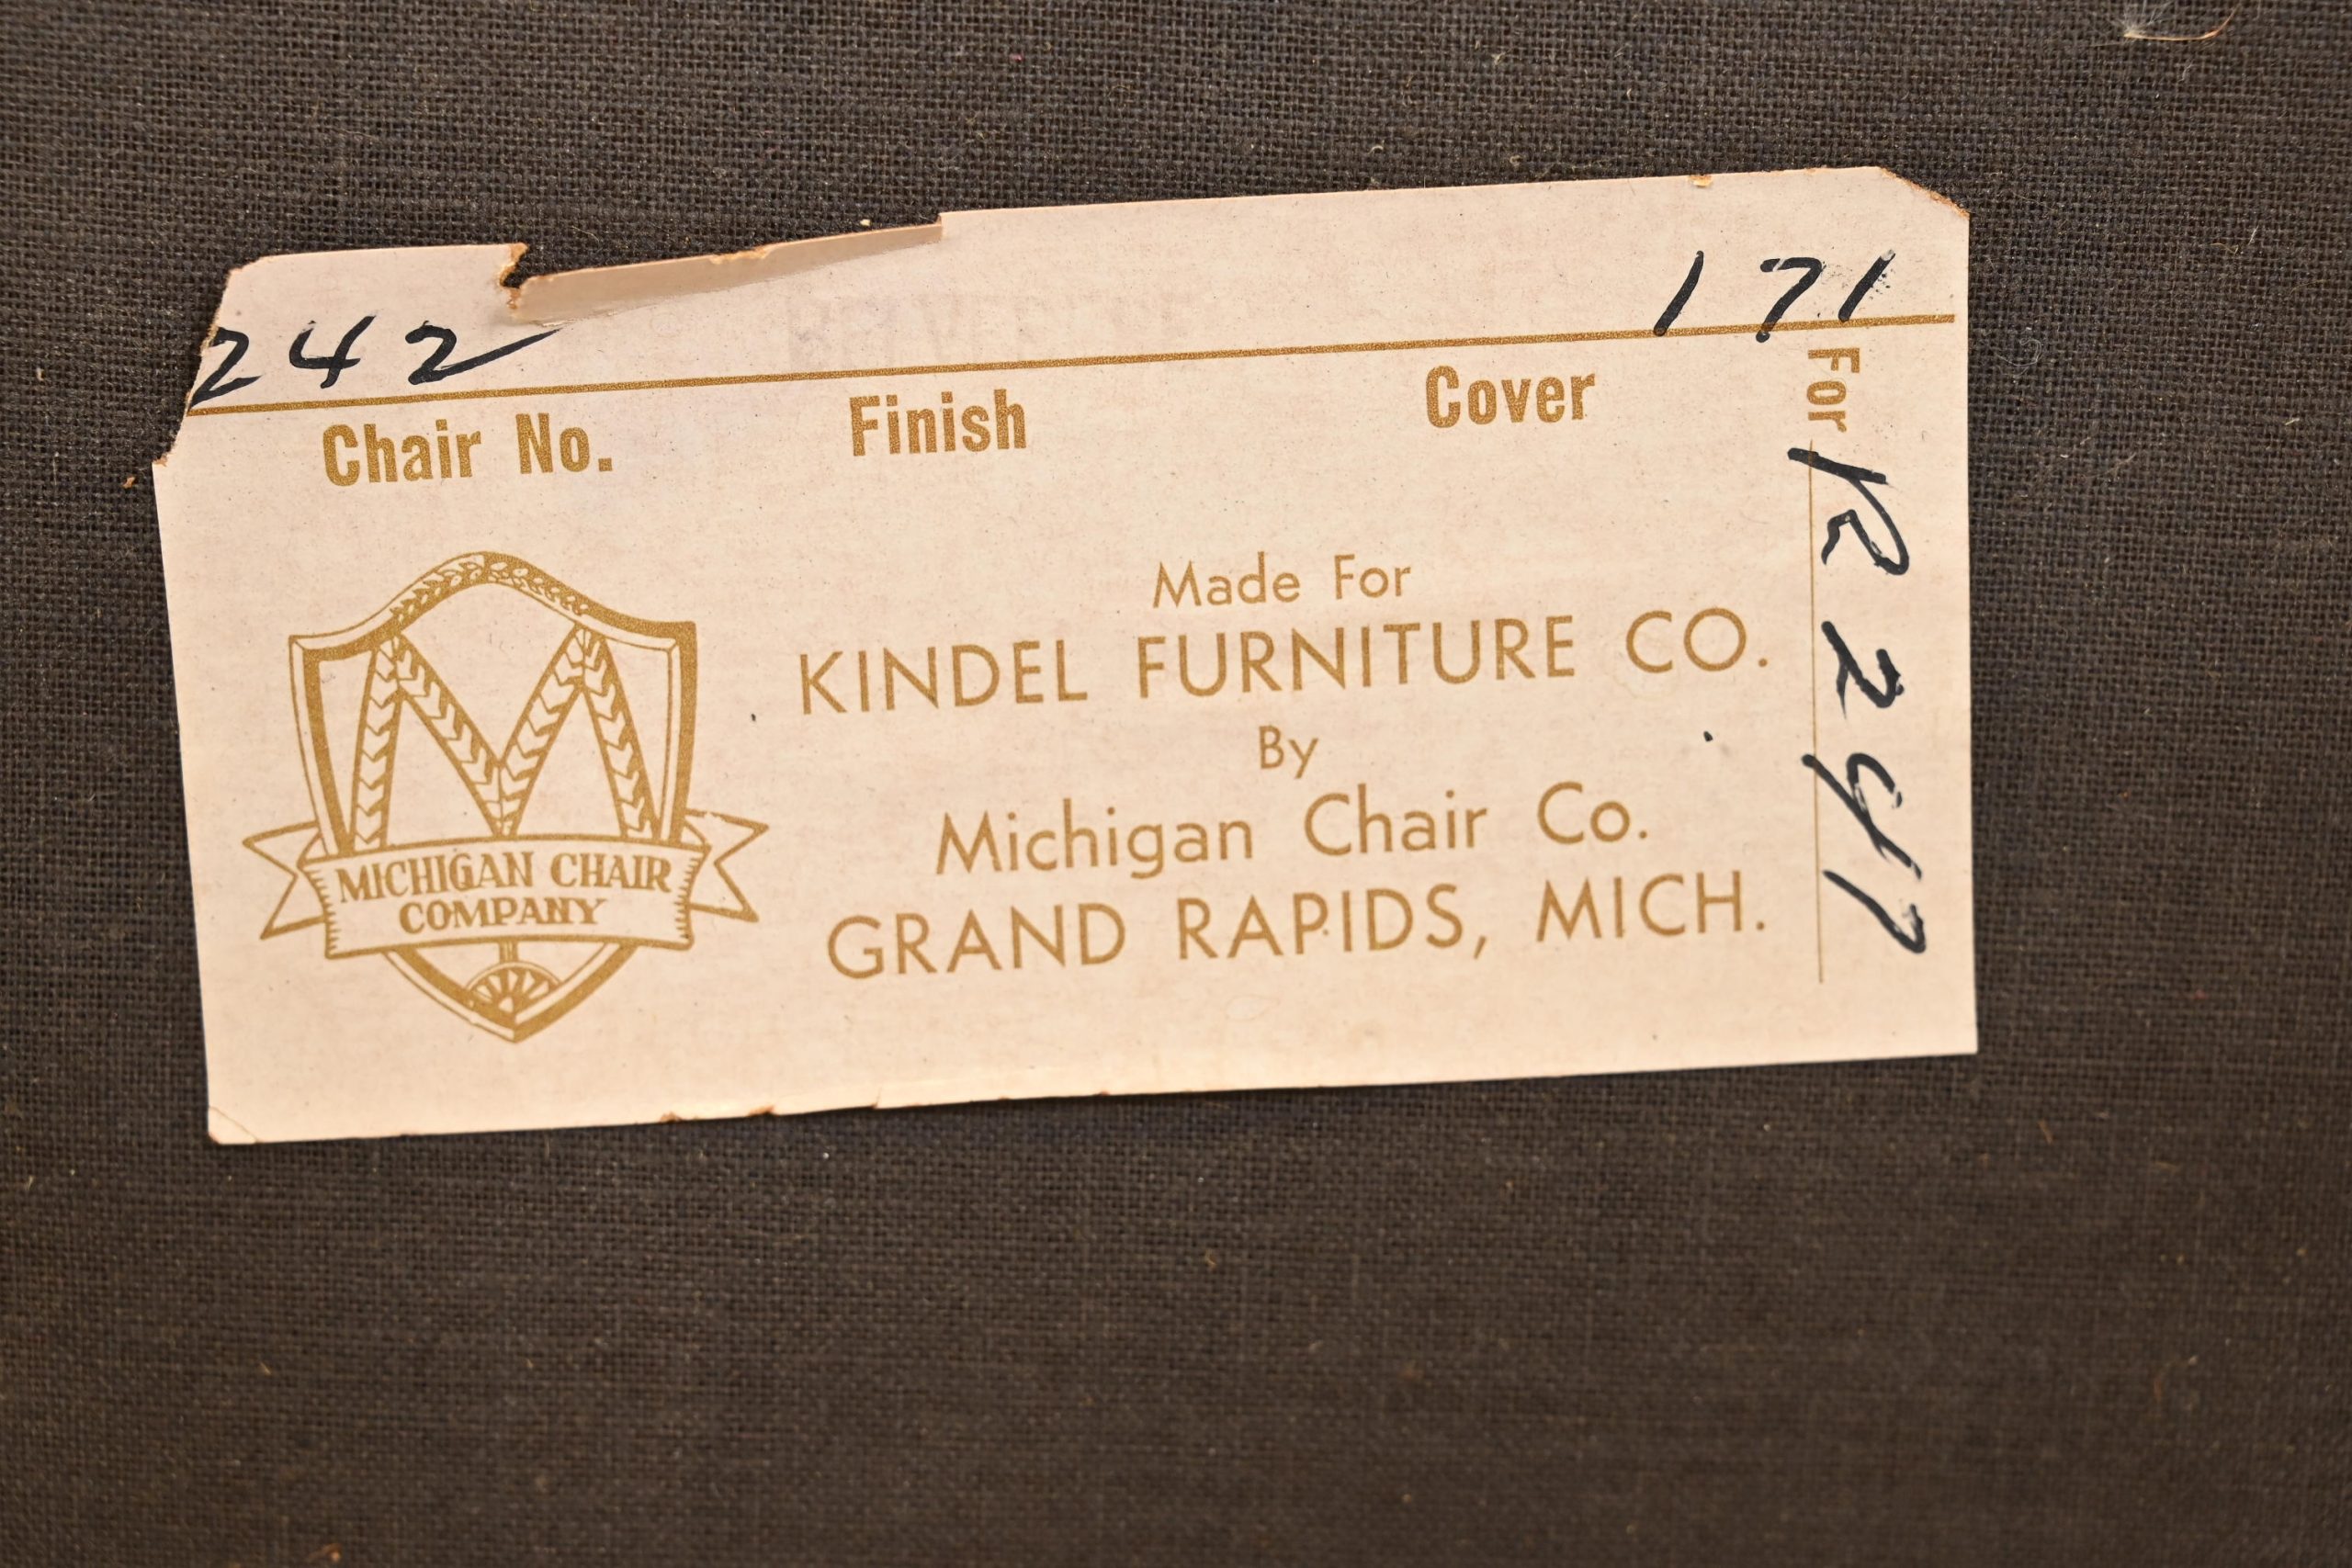 242 171
Chair No. Finish Cover
For R 2947
Made For
KINDEL FURNITURE CO.
By
Michigan Chair Co.
GRAND RAPIDS, MICH.
MICHIGAN CHAIR
COMPANY